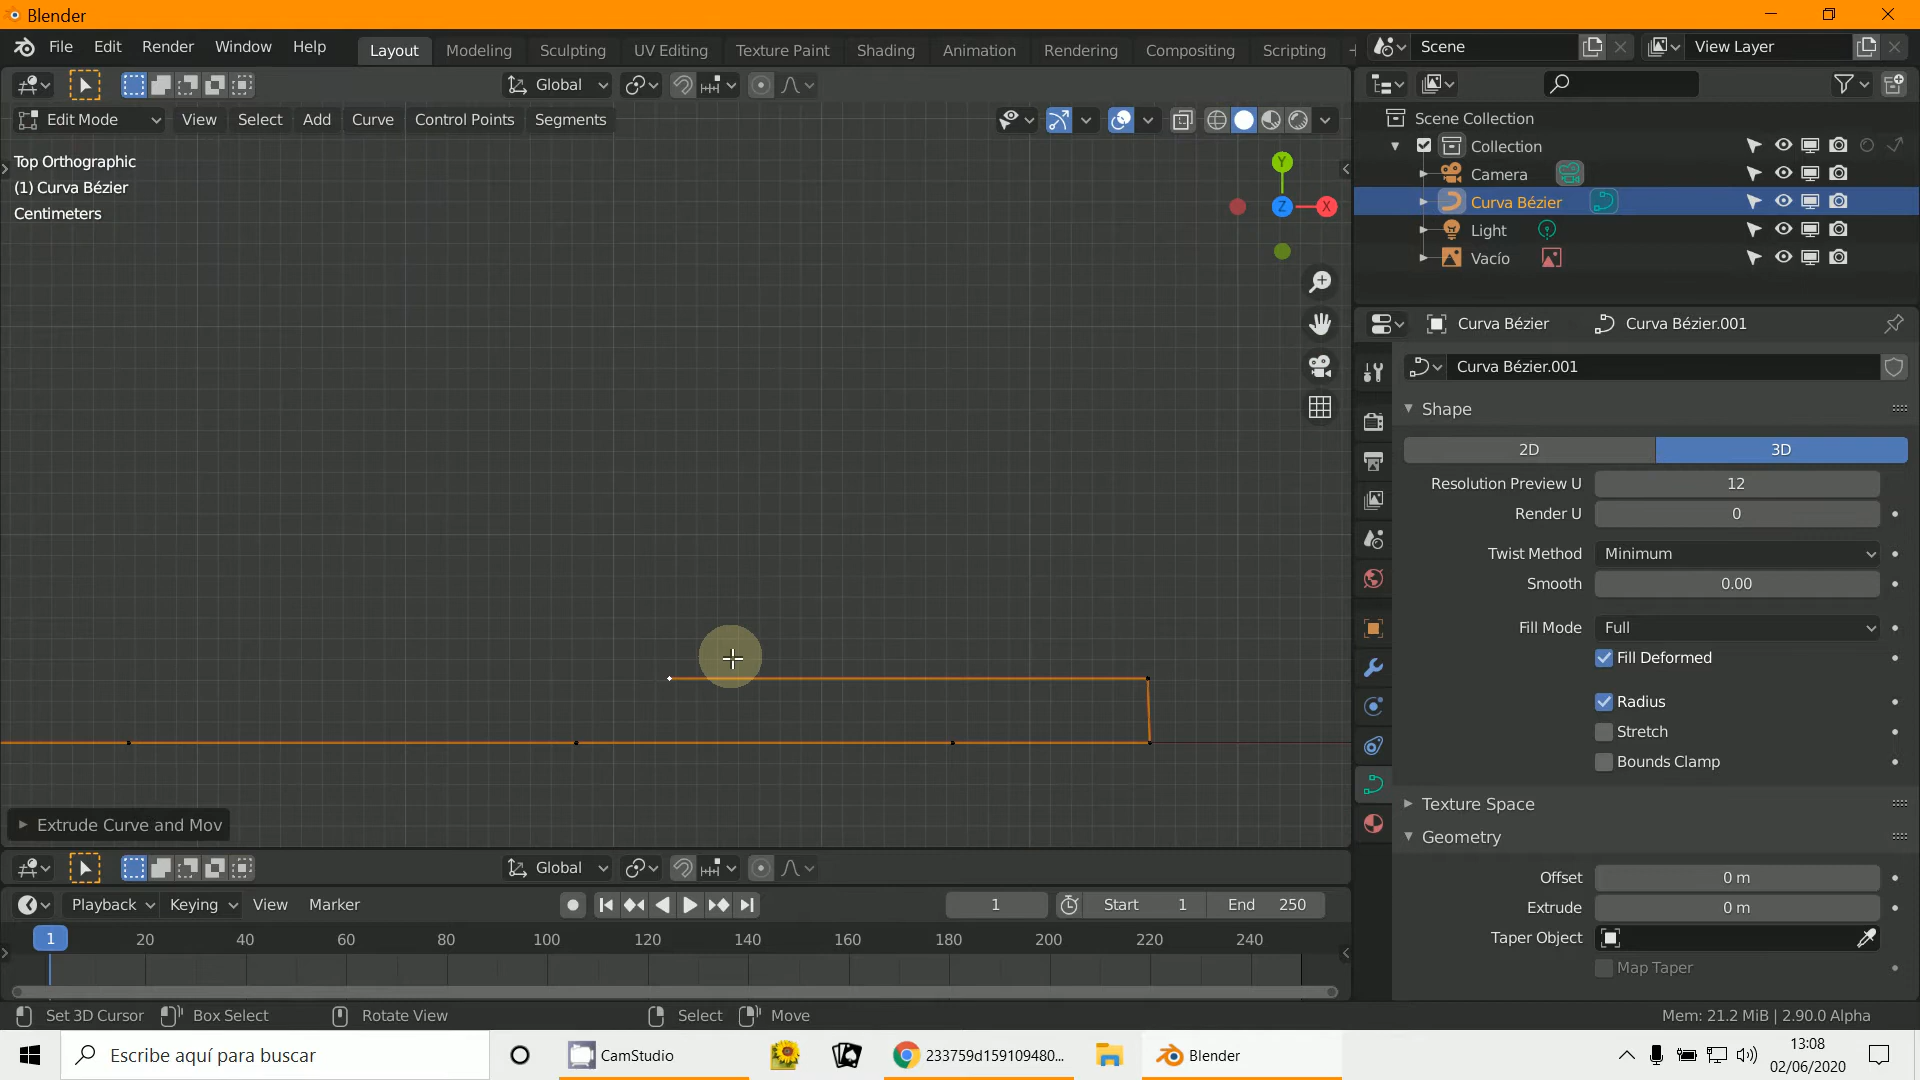 Blender
File Edit Render Window Help Layout Modeling Sculpting UV Editing Texture Paint Shading Animation Rendering Compositing Scripting Scene View Layer
Global
Edit Mode View Select Add Curve Control Points Segments
Top Orthographic
(1) Curva Bézier
Centimeters
Y
Z X
Extrude Curve and Mov
Scene Collection
Collection
Camera
Curva Bézier
Light
Vacío
Curva Bézier Curva Bézier.001
Curva Bézier.001
Shape
2D 3D
Resolution Preview U 12
Render U 0
Twist Method Minimum
Smooth 0.00
Fill Mode Full
Fill Deformed
Radius
Stretch
Bounds Clamp
Texture Space
Geometry
Offset 0 m
Extrude 0 m
Taper Object
Map Taper
Global
Playback Keying View Marker 1 Start 1 End 250
1 20 40 60 80 100 120 140 160 180 200 220 240
Set 3D Cursor Box Select Rotate View Select Move Mem: 21.2 MiB | 2.90.0 Alpha
Escribe aquí para buscar CamStudio 233759d159109480... Blender
13:08
02/06/2020